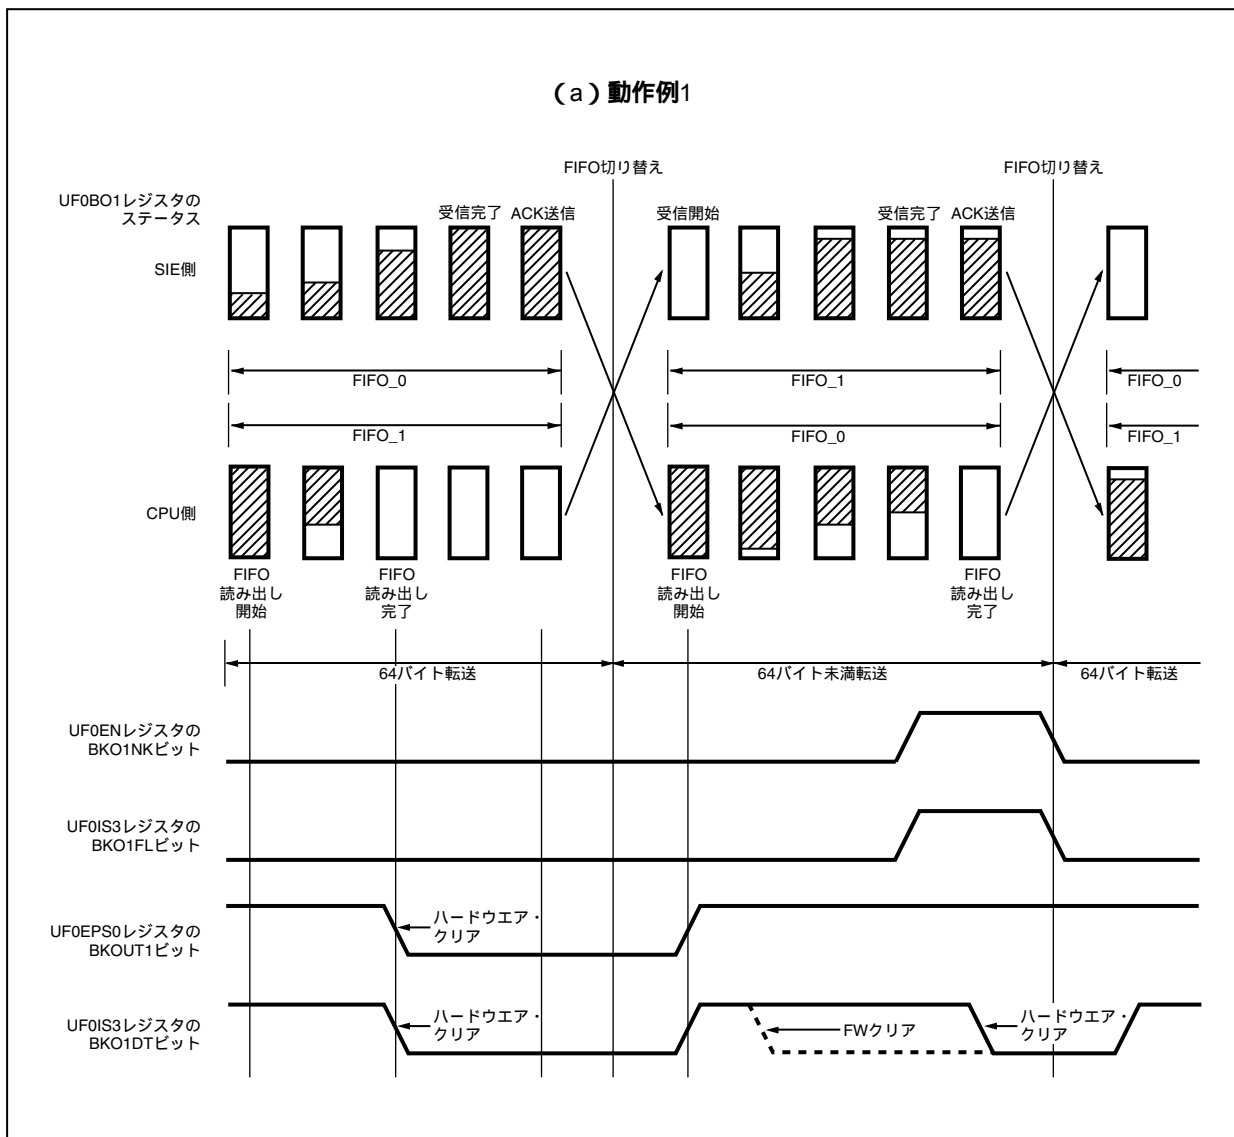 （a）動作例1
FIFO切り替え
FIFO切り替え
UF0BO1レジスタの
ステータス
受信完了
ACK送信
受信開始
受信完了
ACK送信
SIE側
FIFO_0
FIFO_1
FIFO_0
FIFO_1
FIFO_0
FIFO_1
CPU側
FIFO
読み出し
開始
FIFO
読み出し
完了
FIFO
読み出し
開始
FIFO
読み出し
完了
64バイト転送
64バイト未満転送
64バイト転送
UF0ENレジスタの
BKO1NKビット
UF0IS3レジスタの
BKO1FLビット
UF0EPS0レジスタの
BKOUT1ビット
ハードウエア・
クリア
UF0IS3レジスタの
BKO1DTビット
ハードウエア・
クリア
FWクリア
ハードウエア・
クリア